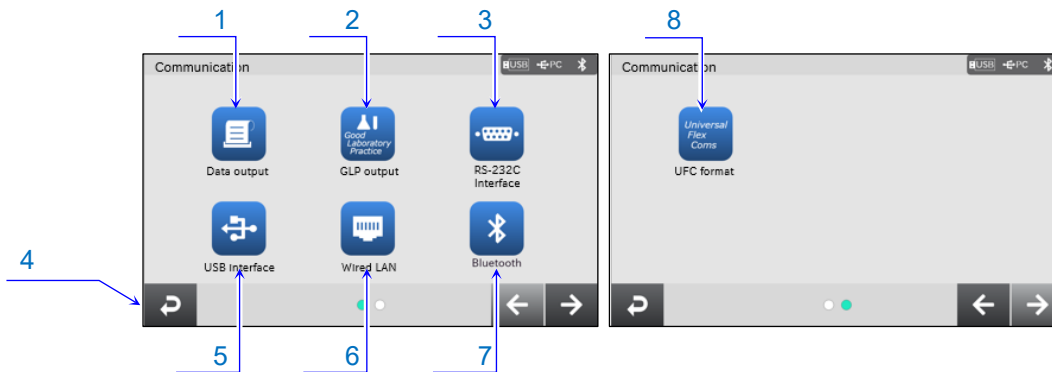 1 2 3 8
Communication USB PC
Communication USB PC
Good
Laboratory
Practice
Data output GLP output RS-232C
Interface
Universal
Flex
Coms
UFC format
USB interface Wired LAN Bluetooth
4
5 6 7